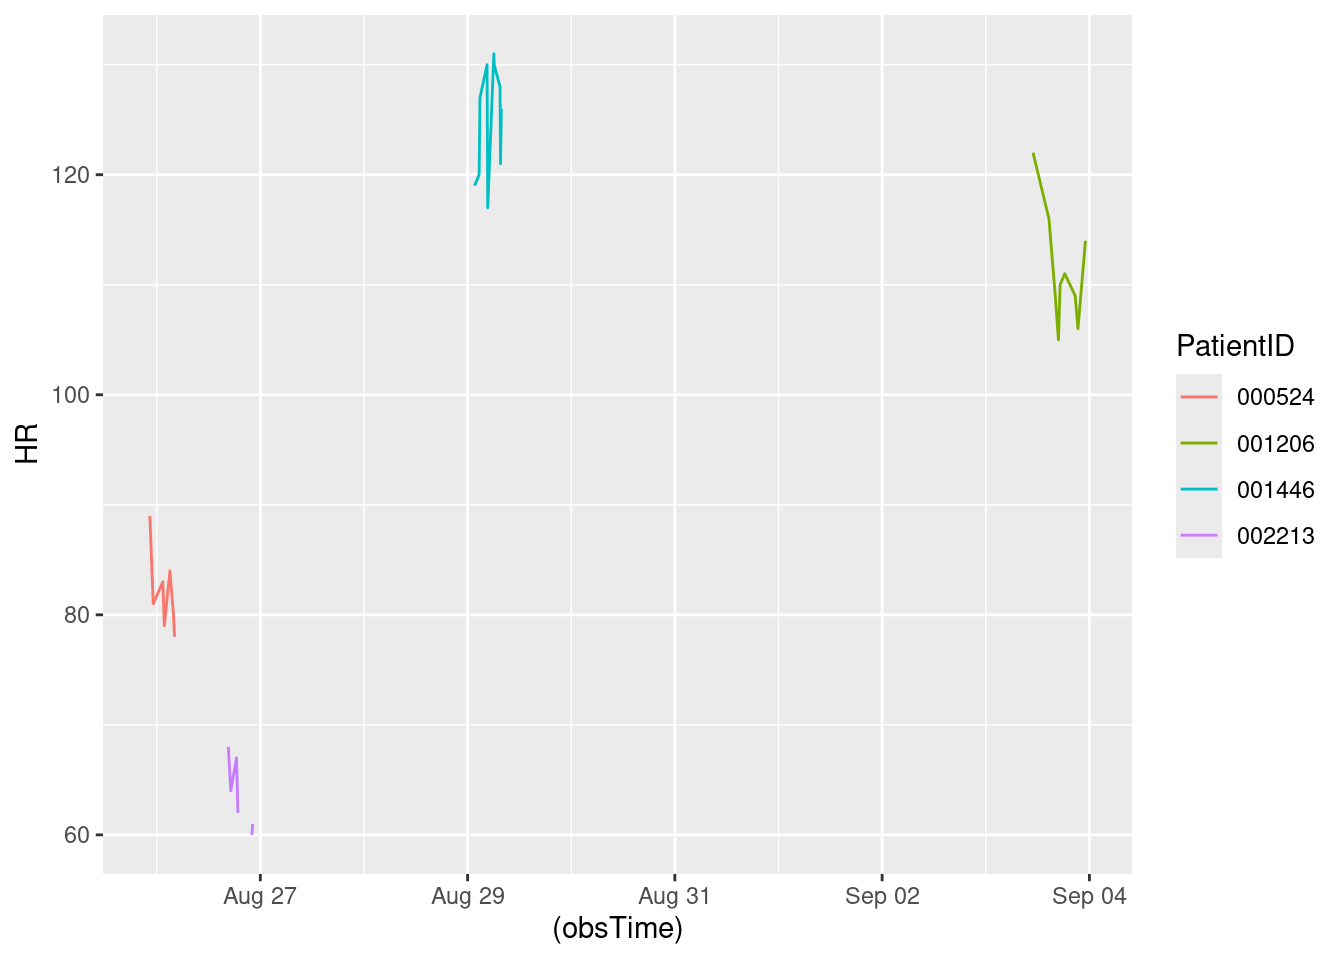 120
100
80
60
HR
Aug 27
Aug 29
Aug 31
Sep 02
Sep 04
(obsTime)
PatientID
000524
001206
001446
002213